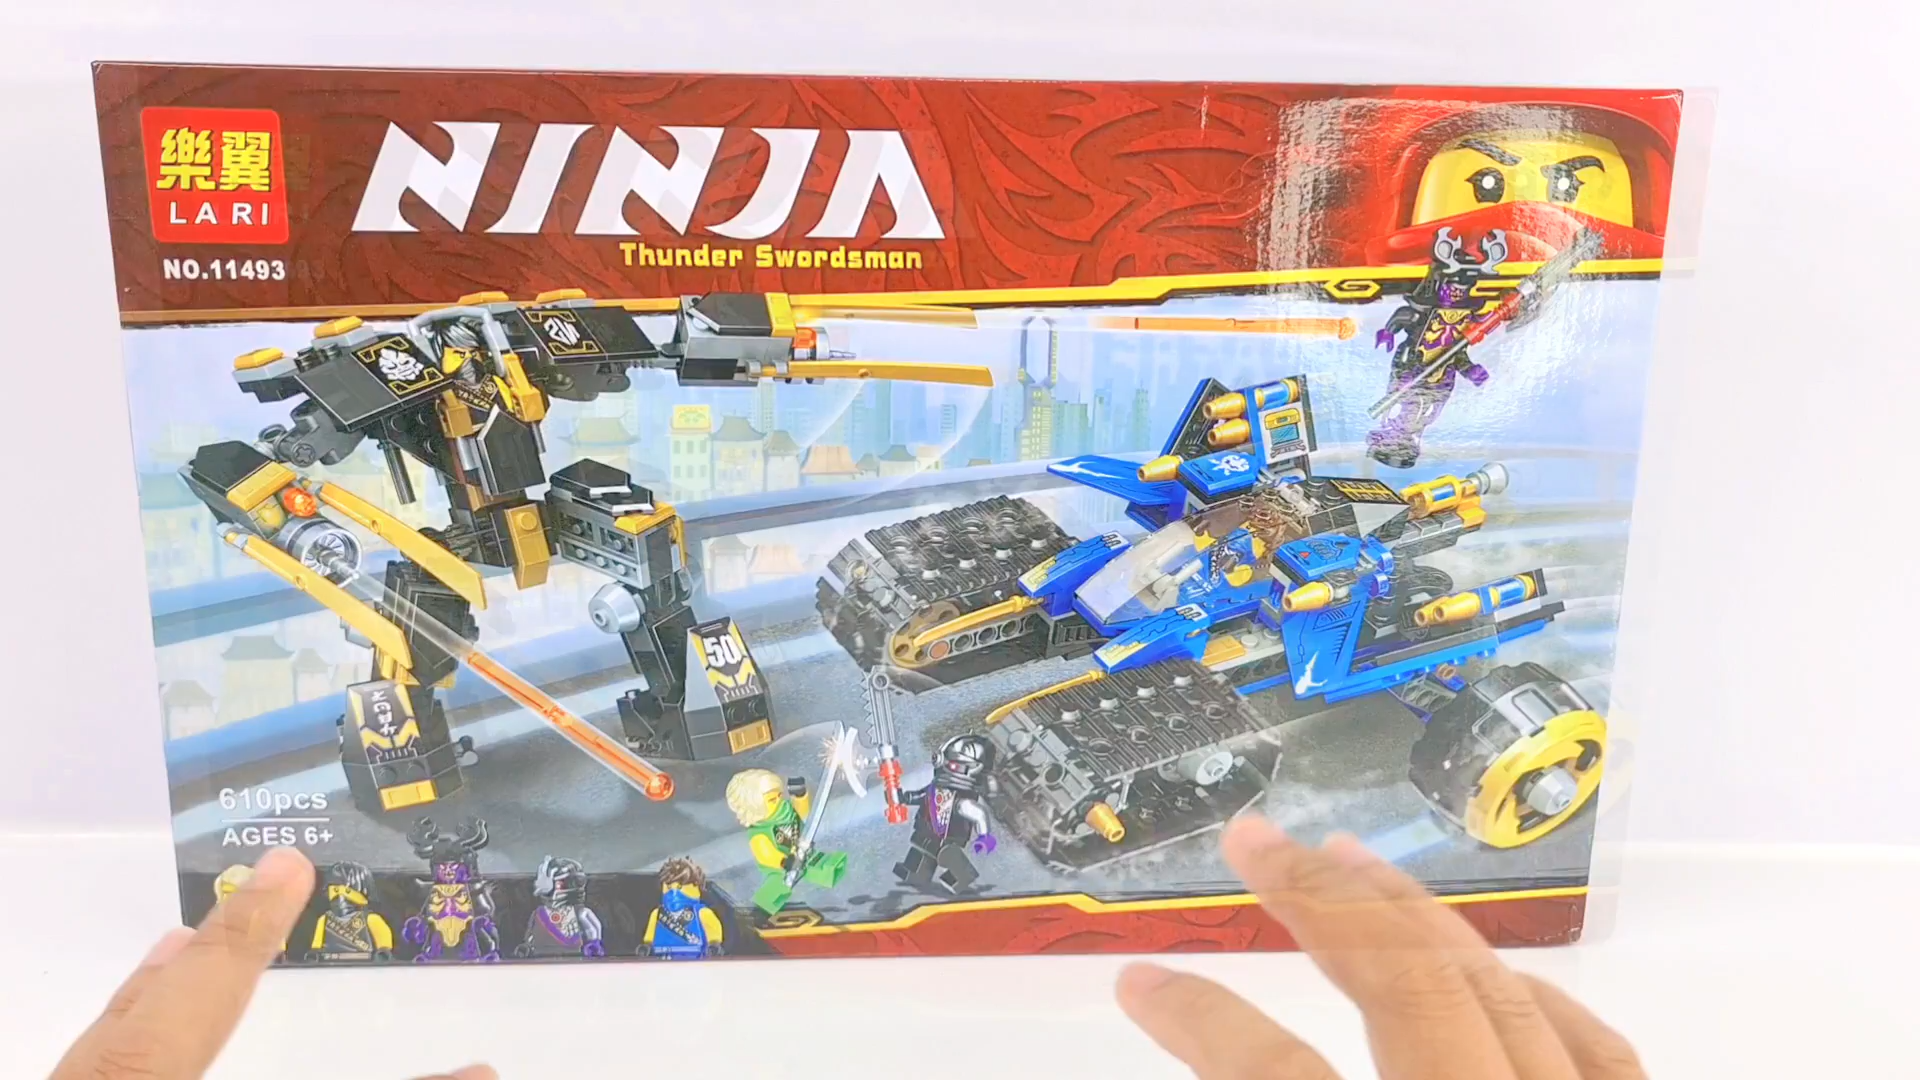 樂翼
LARI
NO.11493
NINJA
Thunder Swordsman
50
610pcs
AGES 6+